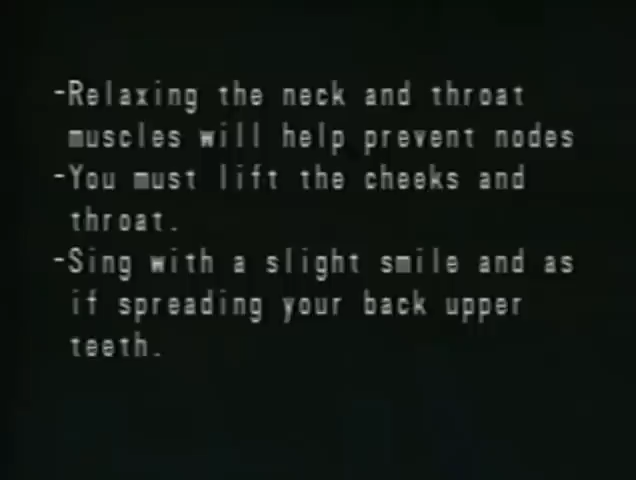 -Relaxing the neck and throat
muscles will help prevent nodes
-You must lift the cheeks and
throat.
-Sing with a slight smile and as
if spreading your back upper
teeth.